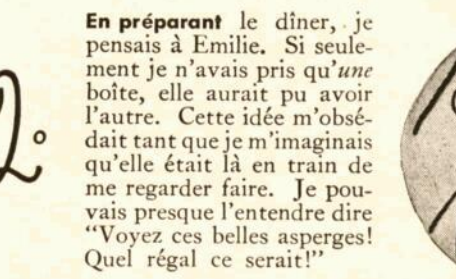 2.
En préparant le dîner, je
pensais à Emilie. Si seule-
ment je n'avais pris qu'une
boîte, elle aurait pu avoir
l'autre. Cette idée m'obsé-
dait tant que je m'imaginais
qu'elle était là en train de
me regarder faire. Je pou-
vais presque l'entendre dire
“Voyez ces belles asperges!
Quel régal ce serait!”